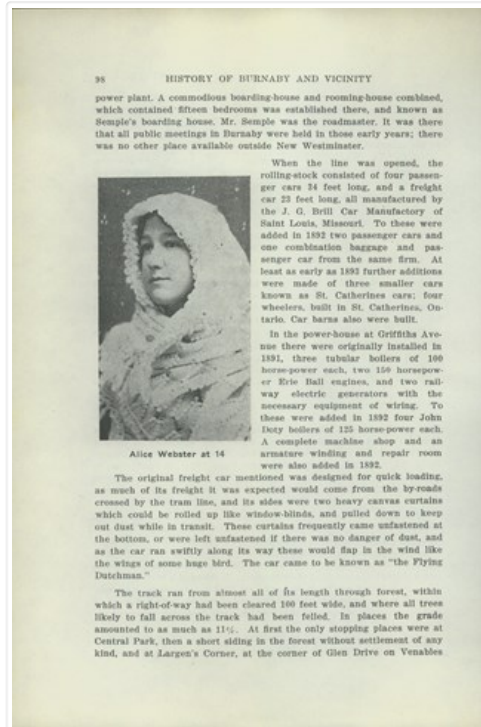 98 HISTORY OF BURNABY AND VICINITY
power plant. A commodious boarding-house and rooming-house combined,
which contained fifteen bedrooms was established there, and known as
Semple's boarding house. Mr. Semple was the roadmaster. It was there
that all public meetings in Burnaby were held in those early years; there
was no other place available outside New Westminster.
When the line was opened, the
rolling-stock consisted of four passen-
ger cars 34 feet long, and a freight
car 23 feet long, all manufactured by
the J. G. Brill Car Manufactory of
Saint Louis, Missouri. To these were
added in 1892 two passenger cars and
one combination baggage and pas-
senger car from the same firm. At
least as early as 1893 further additions
were made of three smaller cars
known as St. Catherines cars; four
wheelers, built in St. Catherines, On-
tario. Car barns also were built.
In the power-house at Griffiths Ave-
nue there were originally installed in
1891, three tubular boilers of 100
horse-power each, two 150 horsepow-
er Erie Ball engines, and two rail-
way electric generators with the
necessary equipment of wiring. To
these were added in 1892 four John
Doty boilers of 125 horse-power each.
A complete machine shop and an
armature winding and repair room
were also added in 1892.
Alice Webster at 14
The original freight car mentioned was designed for quick loading,
as much of its freight it was expected would come from the by-roads
crossed by the tram line, and its sides were two heavy canvas curtains
which could be rolled up like window-blinds, and pulled down to keep
out dust while in transit. These curtains frequently came unfastened at
the bottom, or were left unfastened if there was no danger of dust, and
as the car ran swiftly along its way these would flap in the wind like
the wings of some huge bird. The car came to be known as "the Flying
Dutchman."
The track ran from almost all of its length through forest, within
which a right-of-way had been cleared 100 feet wide, and where all trees
likely to fall across the track had been felled. In places the grade
amounted to as much as 11%. At first the only stopping places were at
Central Park, then a short siding in the forest without settlement of any
kind, and at Largen's Corner, at the corner of Glen Drive on Venables